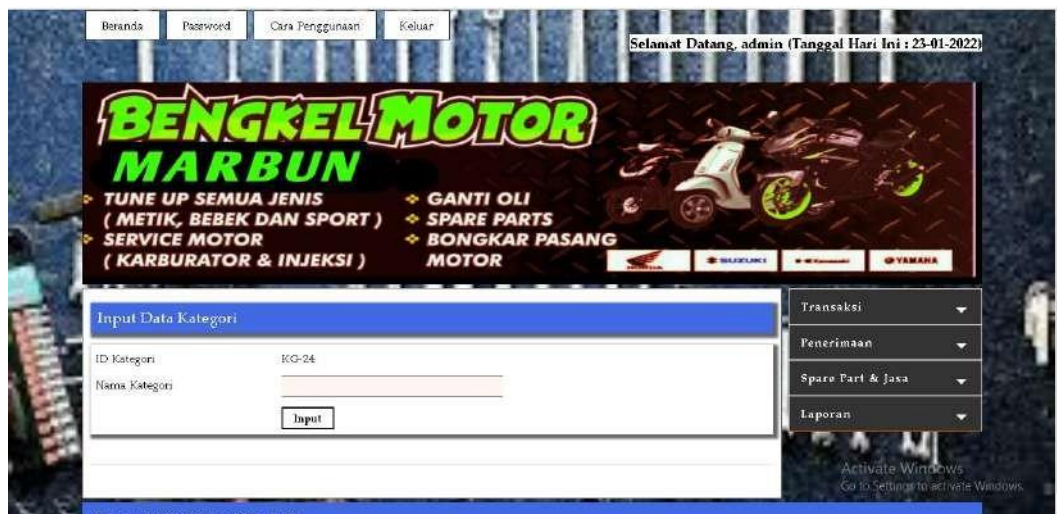 Beranda Password Cara Penggunaan Keluar
Selamat Datang, admin (Tanggal Hari Ini : 23-01-2022)
BENGKEL MOTOR
MARBUN
TUNE UP SEMUA JENIS
( METIK, BEBEK DAN SPORT )
SERVICE MOTOR
( KARBURATOR & INJEKSI )
GANTI OLI
SPARE PARTS
BONGKAR PASANG
MOTOR
HONDA SUZUKI Kawasaki YAMAHA
Input Data Kategori
ID Kategori KG-24
Nama Kategori
Input
Transaksi
Penerimaan
Spare Part & Jasa
Laporan
Activate Windows
Go to Settings to activate Windows.